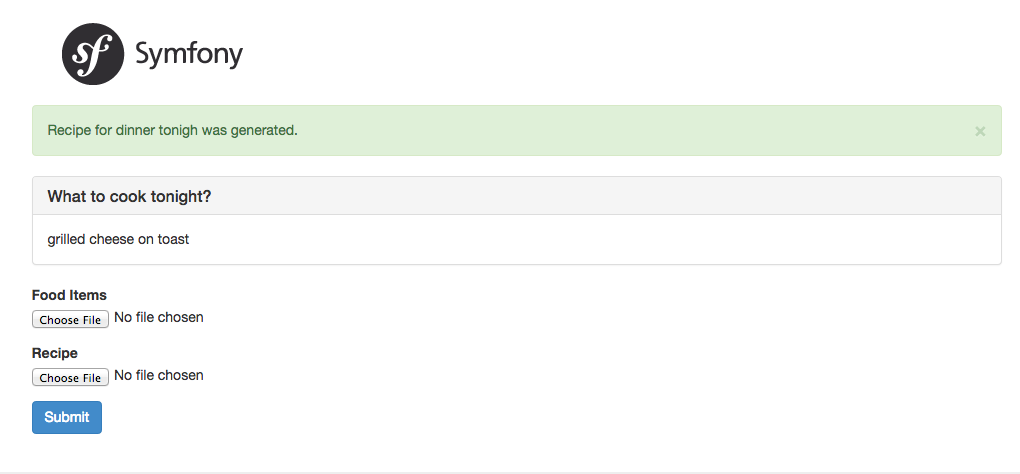 sf Symfony
Recipe for dinner tonigh was generated.
×
What to cook tonight?
grilled cheese on toast
Food Items
Choose File No file chosen
Recipe
Choose File No file chosen
Submit